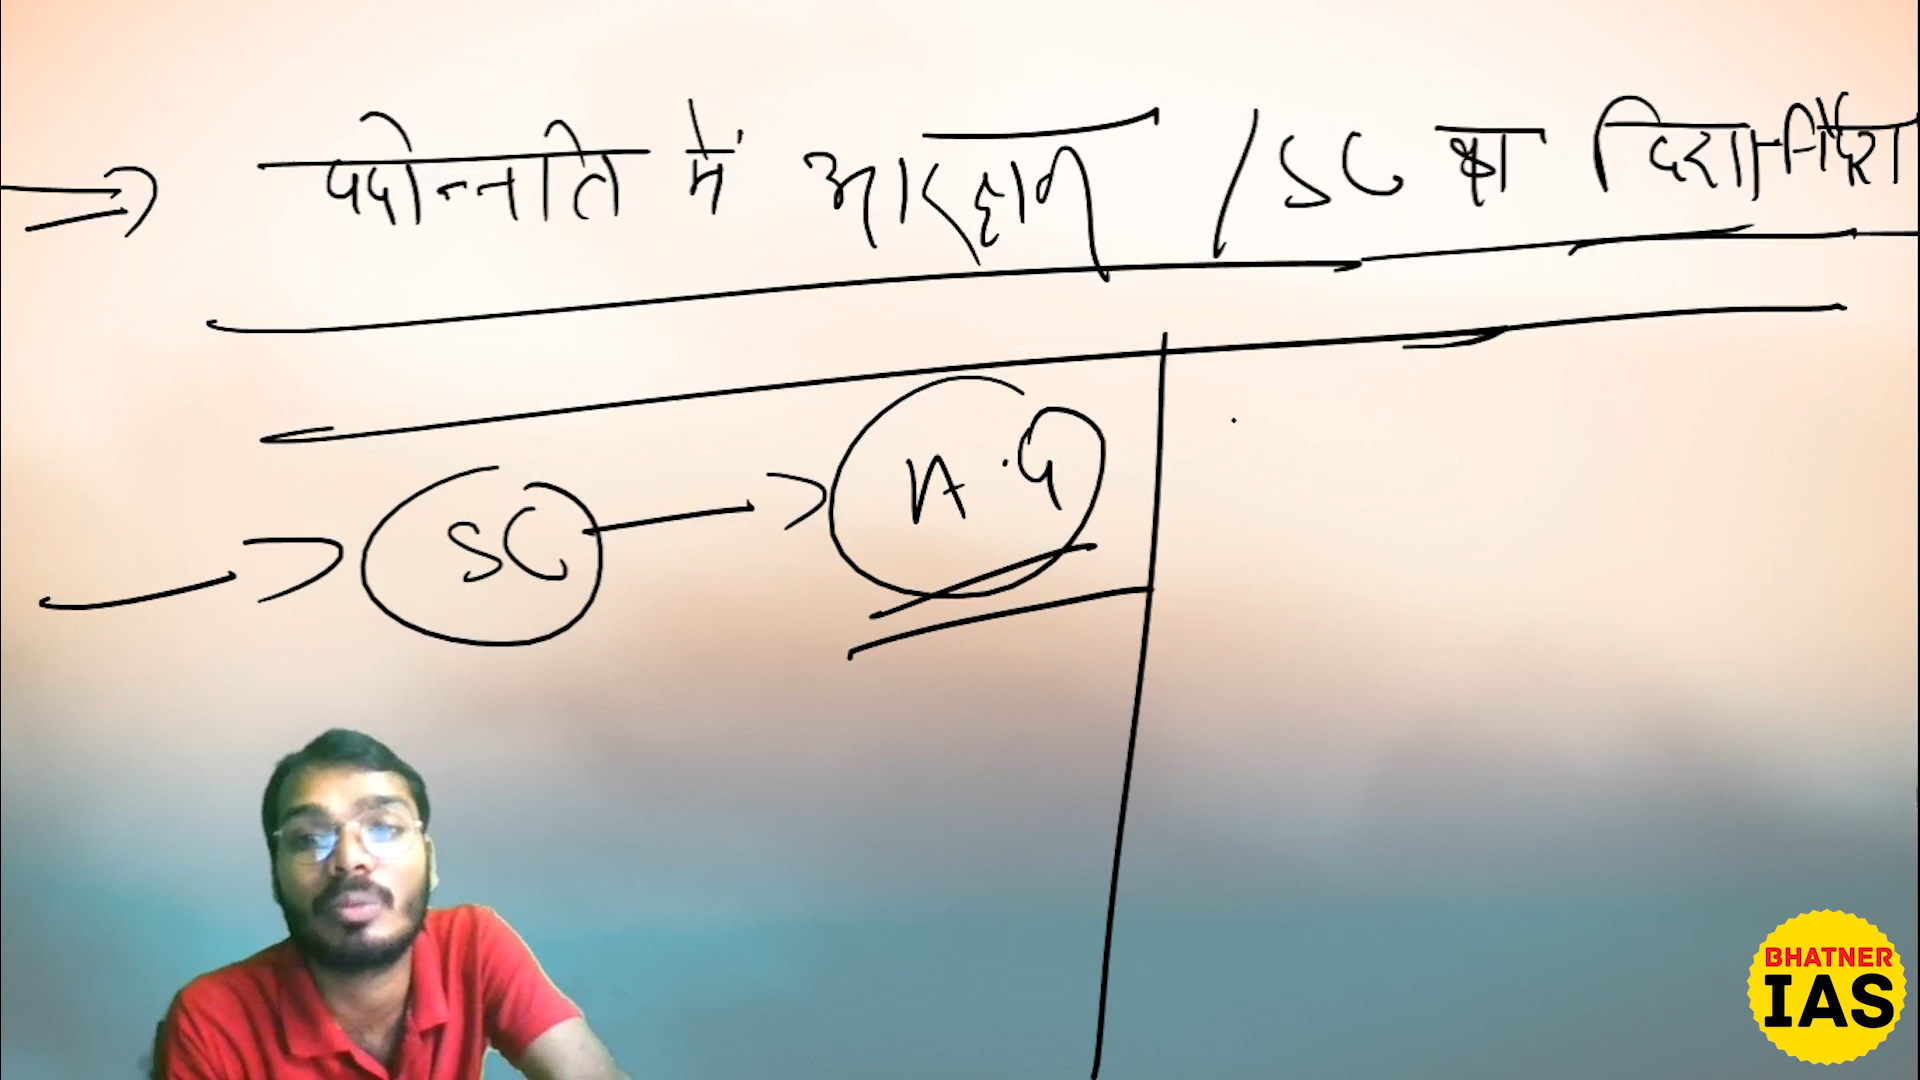 पदोन्नति में आरक्षण / SC का दिशा-निर्देश
SC
A.G
BHATNER
IAS